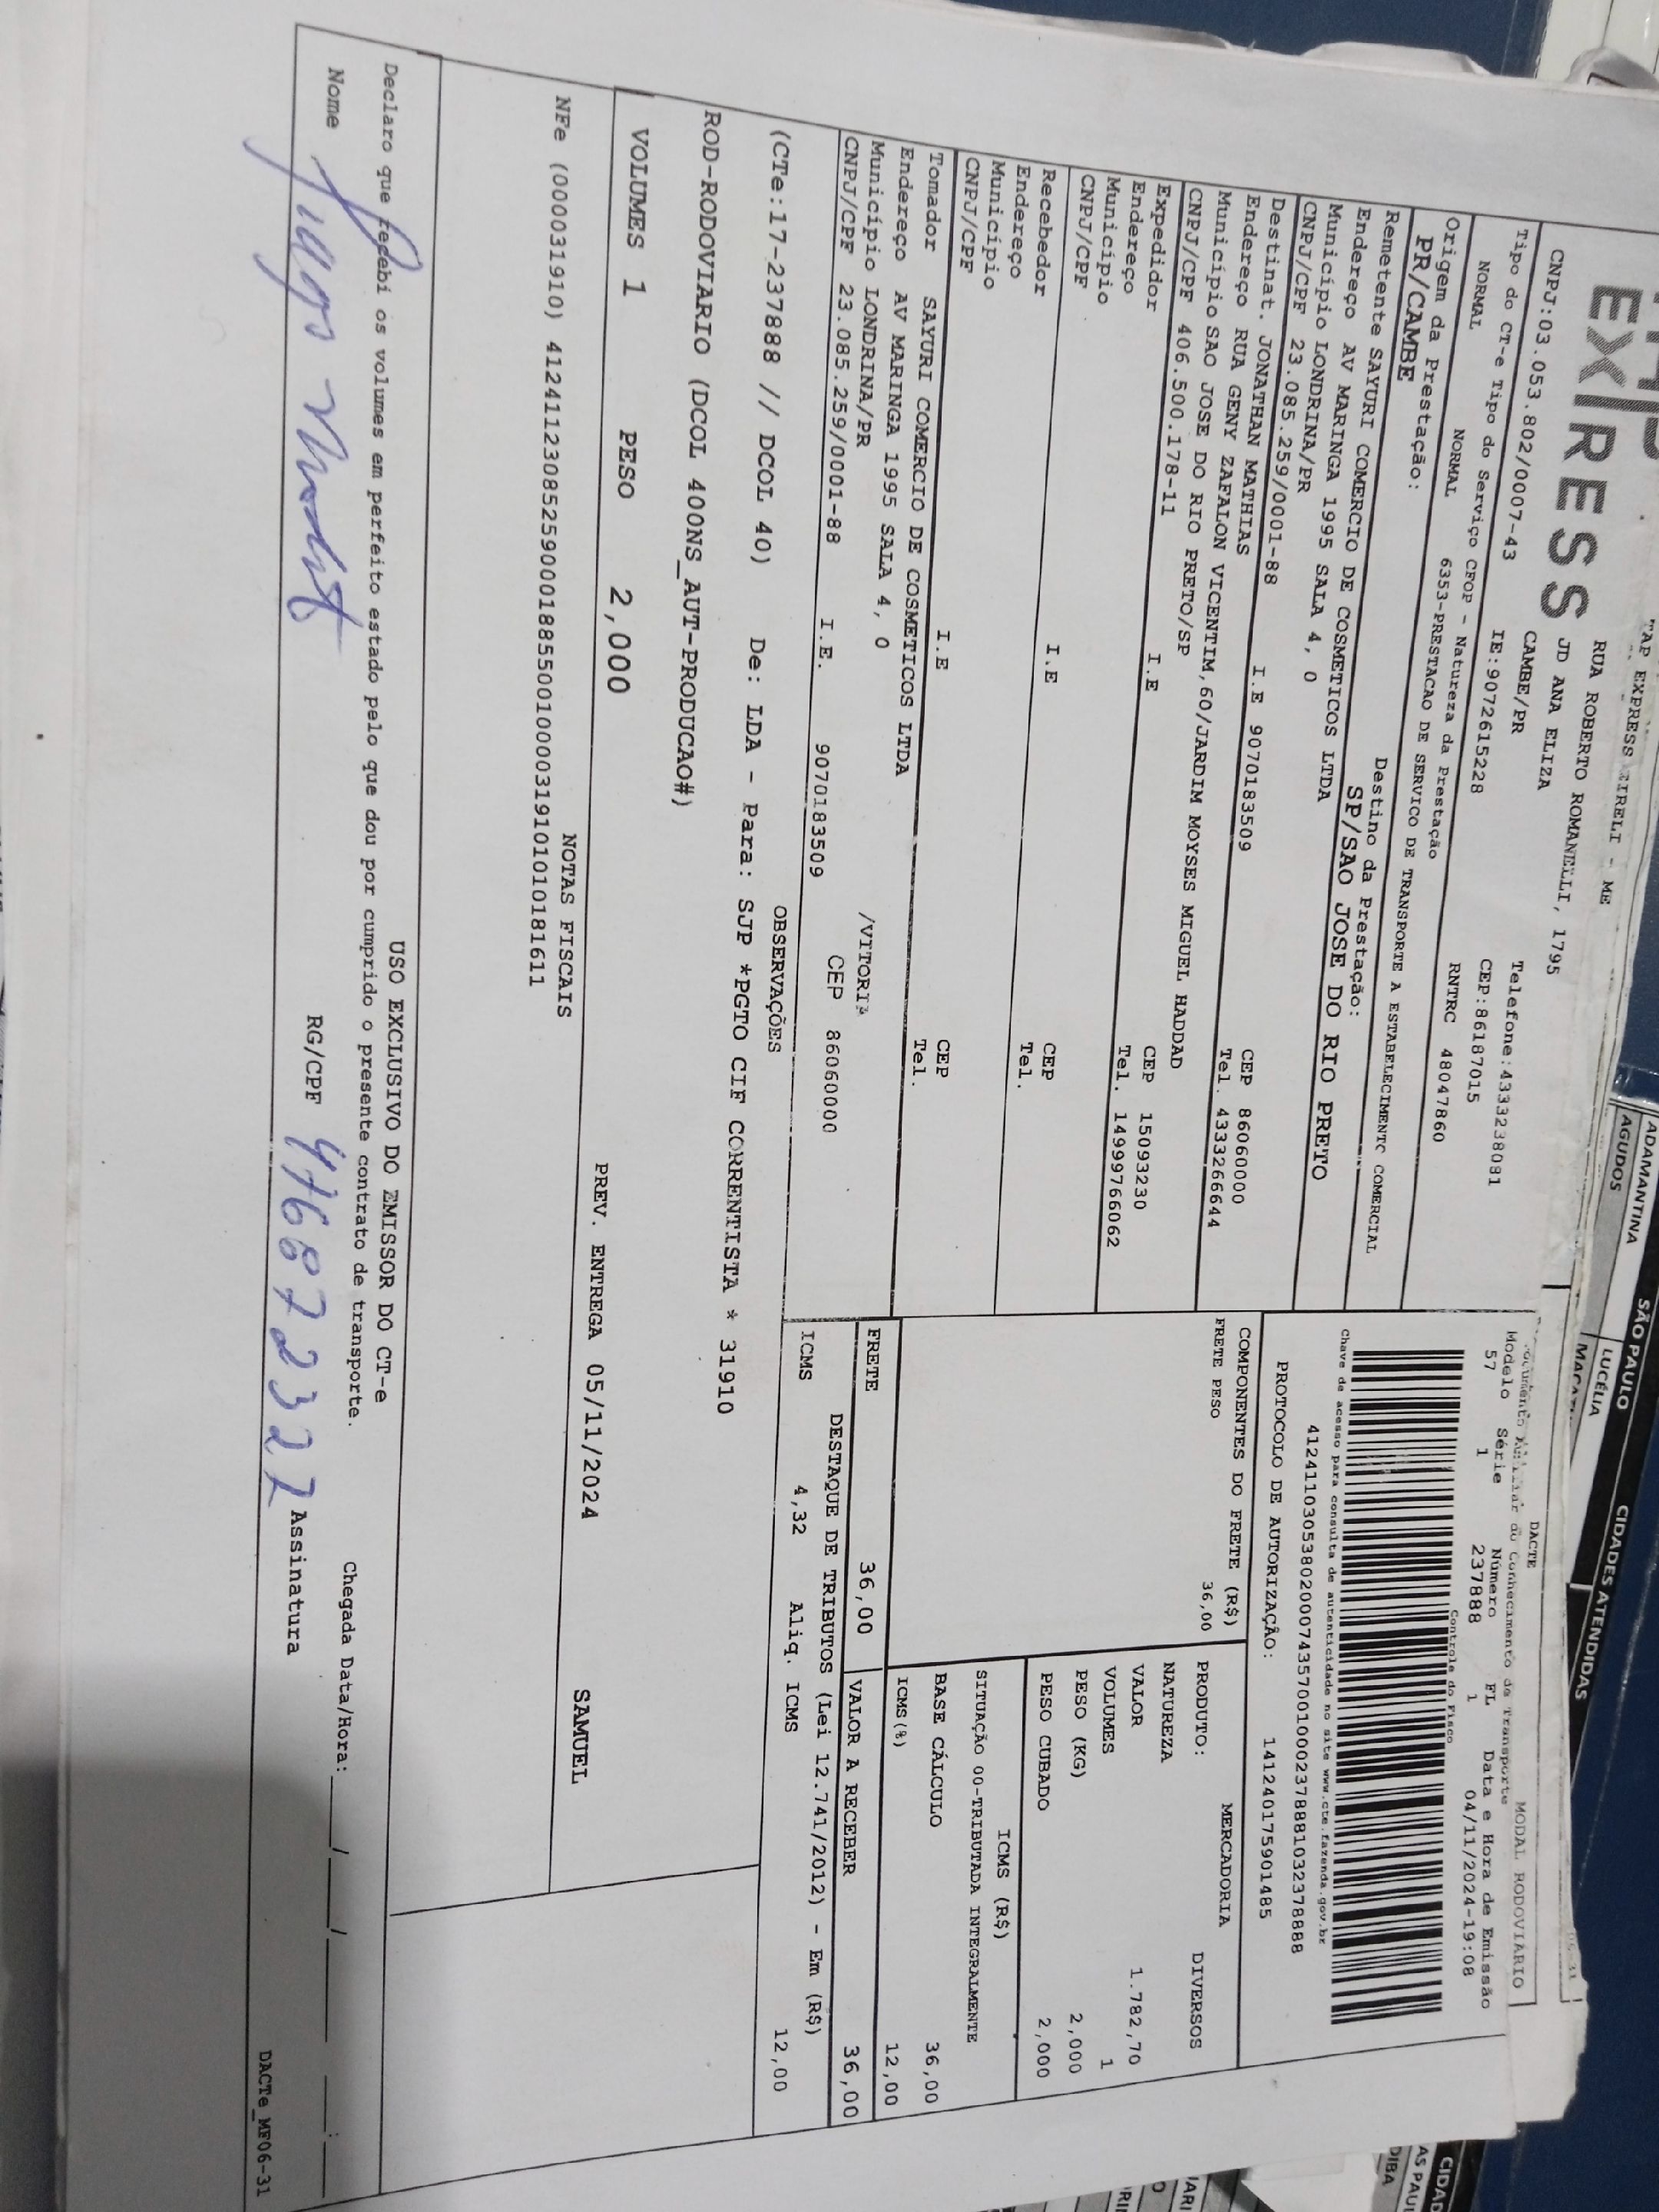 EX/RESS
TAP EXPRESS EIRELI - ME
RUA ROBERTO ROMANELLI, 1795
JD ANA ELIZA
CAMBE/PR
Telefone:4333238081
CNPJ:03.053.802/0007-43 IE:9072615228 CEP:86187015
Tipo do CT-e Tipo do Serviço CFOP - Natureza da Prestação RNTRC 48047860
NORMAL NORMAL 6353-PRESTACAO DE SERVICO DE TRANSPORTE A ESTABELECIMENTO COMERCIAL
Origem da Prestação: Destino da Prestação:
PR/CAMBE SP/SAO JOSE DO RIO PRETO
Remetente SAYURI COMERCIO DE COSMETICOS LTDA
Endereço AV MARINGA 1995 SALA 4, 0
Município LONDRINA/PR CEP 86060000
CNPJ/CPF 23.085.259/0001-88 I.E 9070183509 Tel. 4333266644
Destinat. JONATHAN MATHIAS
Endereço RUA GENY ZAFALON VICENTIM,60/JARDIM MOYSES MIGUEL HADDAD
Município SAO JOSE DO RIO PRETO/SP CEP 15093230
CNPJ/CPF 406.500.178-11 I.E Tel. 14999766062
Expedidor
Endereço
Município CEP
CNPJ/CPF I.E Tel.
Recebedor
Endereço
Município CEP
CNPJ/CPF I.E Tel.
Tomador SAYURI COMERCIO DE COSMETICOS LTDA
Endereço AV MARINGA 1995 SALA 4, 0
Município LONDRINA/PR /VITORIA
CNPJ/CPF 23.085.259/0001-88 I.E. 9070183509 CEP 86060000
DACTE
Documento Auxiliar do Conhecimento de Transporte
MODAL RODOVIARIO
Modelo Série Número FL Data e Hora de Emissão
57 1 237888 1 04/11/2024-19:08
Controle do Fisco
Chave de acesso para consulta de autenticidade no site www.cte.fazenda.gov.br
41241103053802000743570010002378881032378888
PROTOCOLO DE AUTORIZAÇÃO: 141240175901485
COMPONENTES DO FRETE (R$)
FRETE PESO 36,00
MERCADORIA
PRODUTO: DIVERSOS
NATUREZA
VALOR 1.782,70
VOLUMES 1
PESO (KG) 2,000
PESO CUBADO 2,000
ICMS (R$)
SITUAÇÃO 00-TRIBUTADA INTEGRALMENTE
BASE CÁLCULO 36,00
ICMS(%) 12,00
FRETE 36,00 VALOR A RECEBER 36,00
DESTAQUE DE TRIBUTOS (Lei 12.741/2012) - Em (R$)
ICMS 4,32 Aliq. ICMS 12,00
OBSERVAÇÕES
(CTe:17-237888 // DCOL 40) De: LDA - Para: SJP *PGTO CIF CORRENTISTA * 31910
ROD-RODOVIARIO (DCOL 400NS_AUT-PRODUCAO#)
VOLUMES 1 PESO 2,000 PREV. ENTREGA 05/11/2024 SAMUEL
NOTAS FISCAIS
NFe (000031910) 41241123085259000188550010000319101010181611
USO EXCLUSIVO DO EMISSOR DO CT-e
Declaro que recebi os volumes em perfeito estado pelo que dou por cumprido o presente contrato de transporte.
Chegada Data/Hora: __/__/____ __:__
Nome RG/CPF 476872327 Assinatura
DACTe_MF06-31
ADAMANTINA
AGUDOS
SÃO PAULO
LUCÉLIA
CIDADES ATENDIDAS